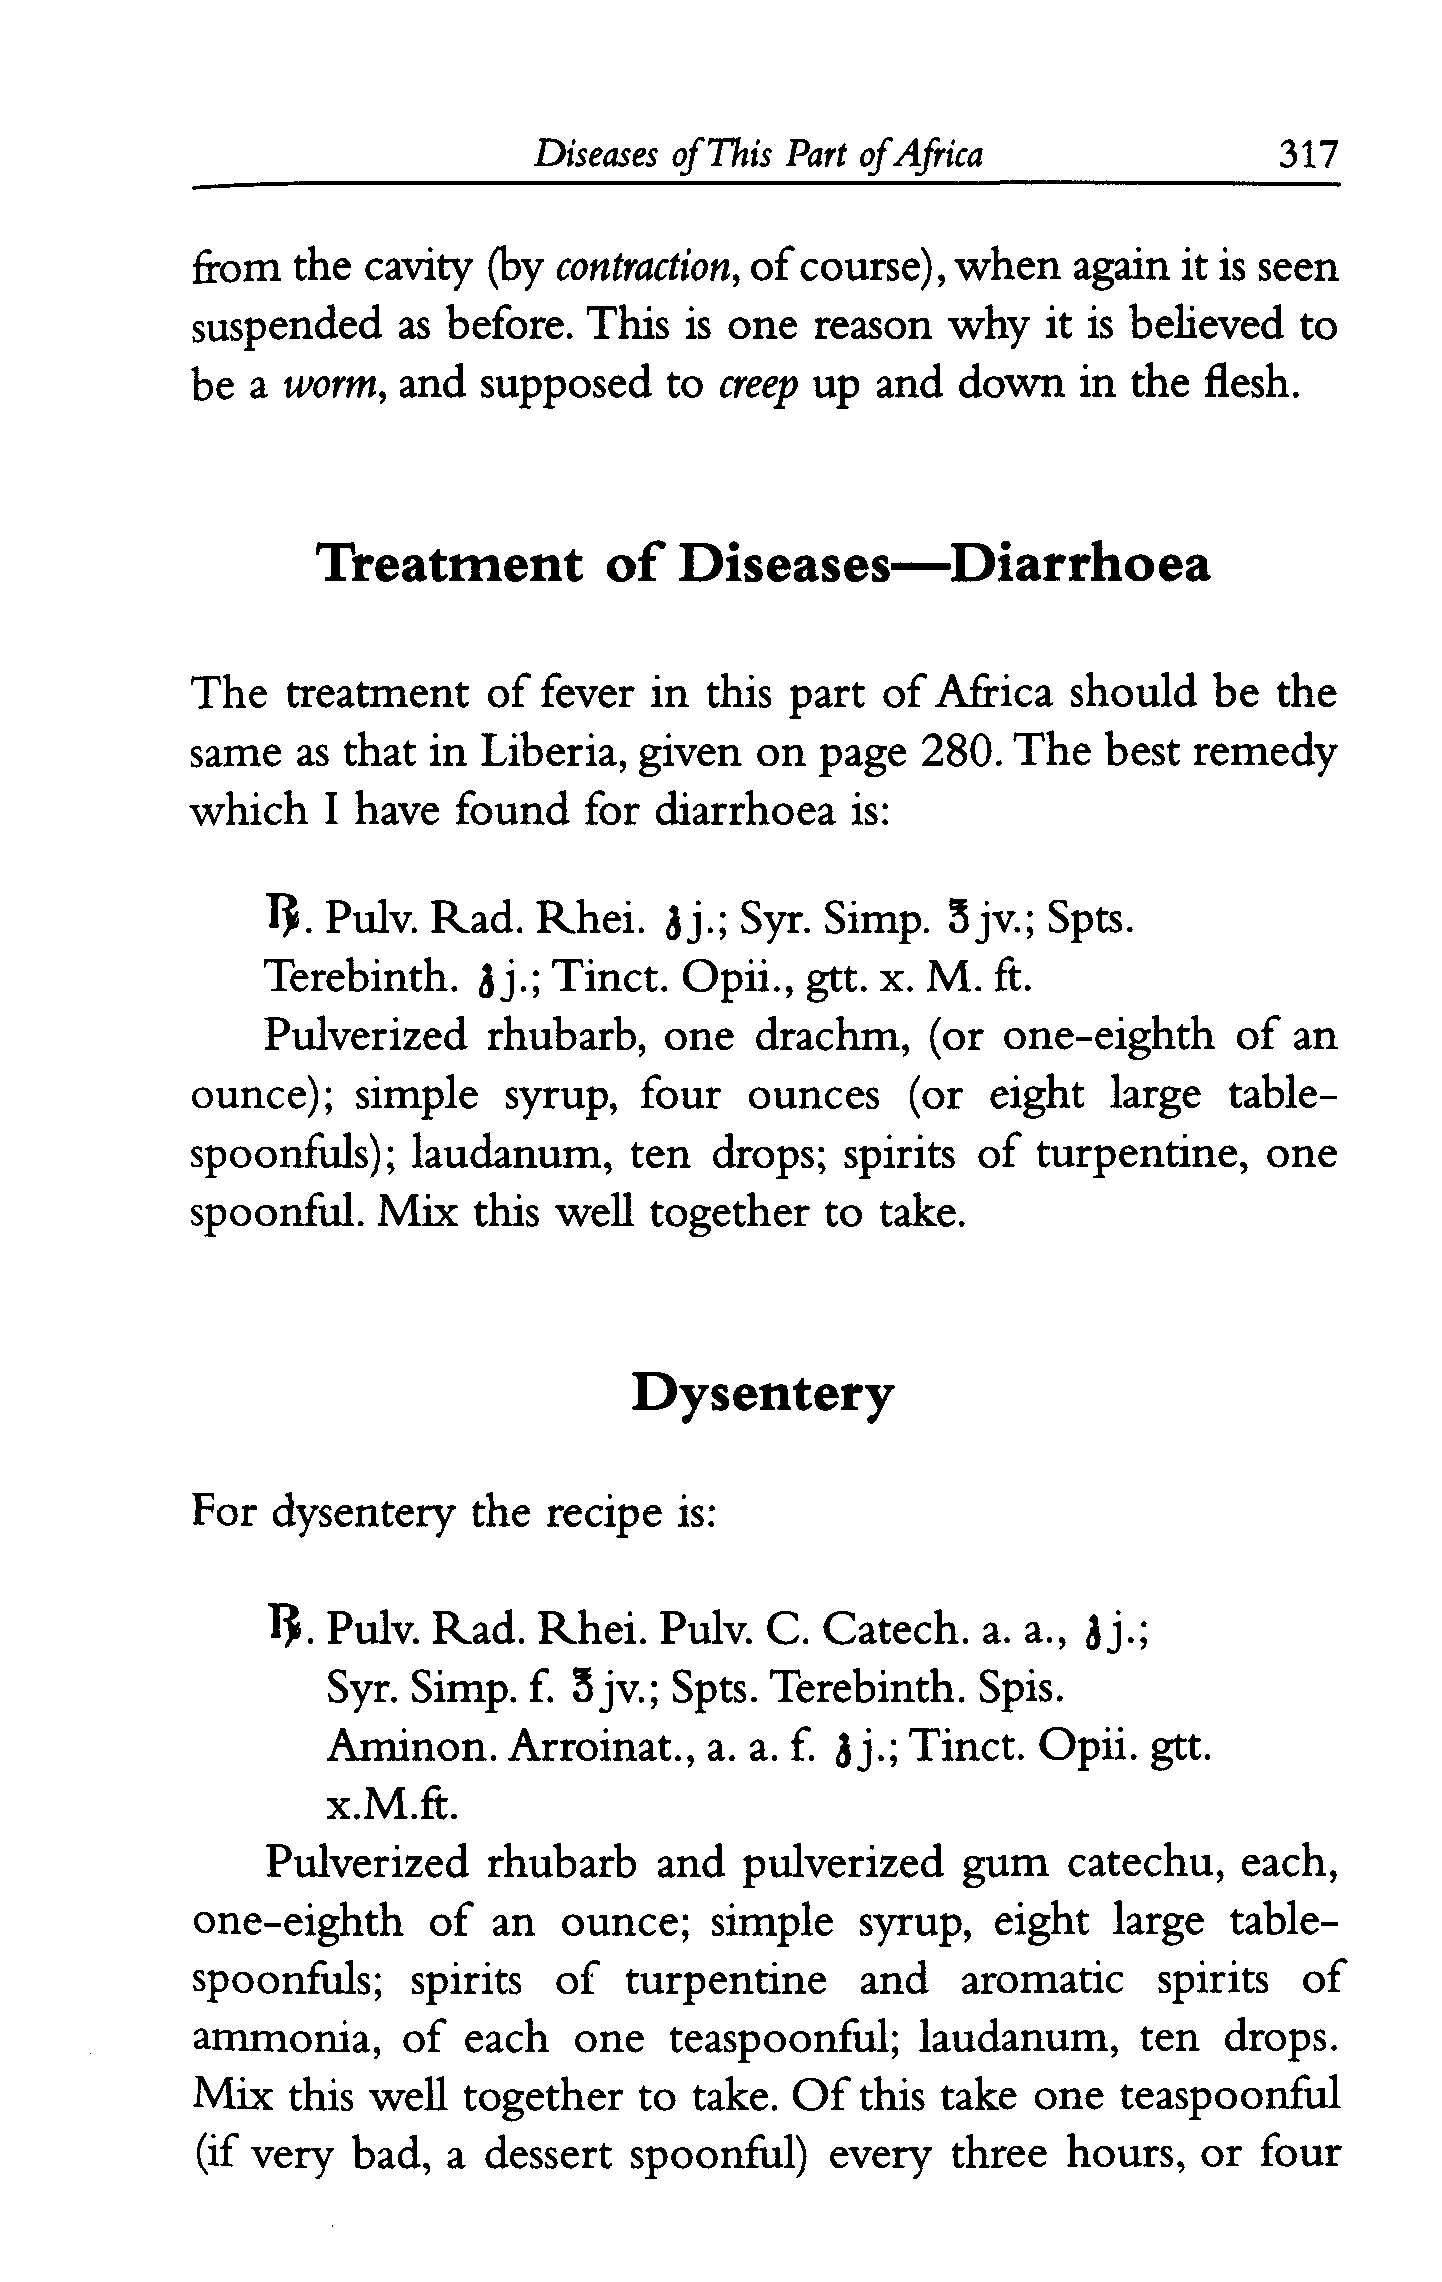 Diseases of This Part of Africa 317
from the cavity (by contraction, of course), when again it is seen
suspended as before. This is one reason why it is believed to
be a worm, and supposed to creep up and down in the flesh.
Treatment of Diseases—Diarrhoea
The treatment of fever in this part of Africa should be the
same as that in Liberia, given on page 280. The best remedy
which I have found for diarrhoea is:
℞. Pulv. Rad. Rhei. ʒj.; Syr. Simp. ℥jv.; Spts.
Terebinth. ʒj.; Tinct. Opii., gtt. x. M. ft.
Pulverized rhubarb, one drachm, (or one-eighth of an
ounce); simple syrup, four ounces (or eight large table-
spoonfuls); laudanum, ten drops; spirits of turpentine, one
spoonful. Mix this well together to take.
Dysentery
For dysentery the recipe is:
℞. Pulv. Rad. Rhei. Pulv. C. Catech. a. a., ʒj.;
Syr. Simp. f. ℥jv.; Spts. Terebinth. Spis.
Aminon. Arroinat., a. a. f. ʒj.; Tinct. Opii. gtt.
x.M.ft.
Pulverized rhubarb and pulverized gum catechu, each,
one-eighth of an ounce; simple syrup, eight large table-
spoonfuls; spirits of turpentine and aromatic spirits of
ammonia, of each one teaspoonful; laudanum, ten drops.
Mix this well together to take. Of this take one teaspoonful
(if very bad, a dessert spoonful) every three hours, or four